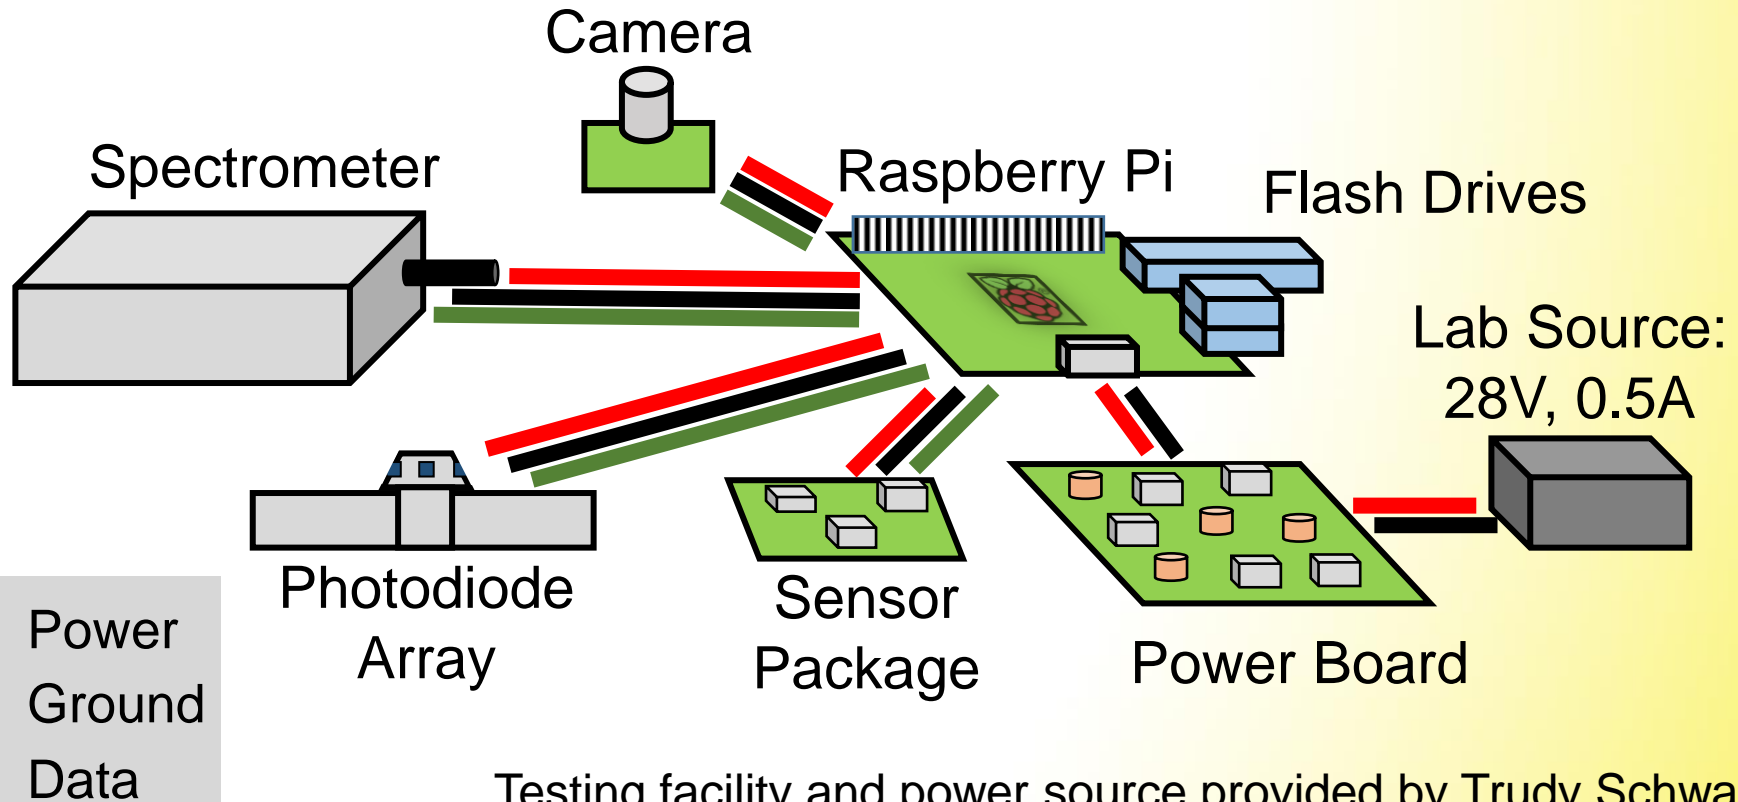 Camera
Spectrometer
Raspberry Pi
Flash Drives
Lab Source:
28V, 0.5A
Photodiode
Array
Sensor
Package
Power Board
Power
Ground
Data
Testing facility and power source provided by Trudy